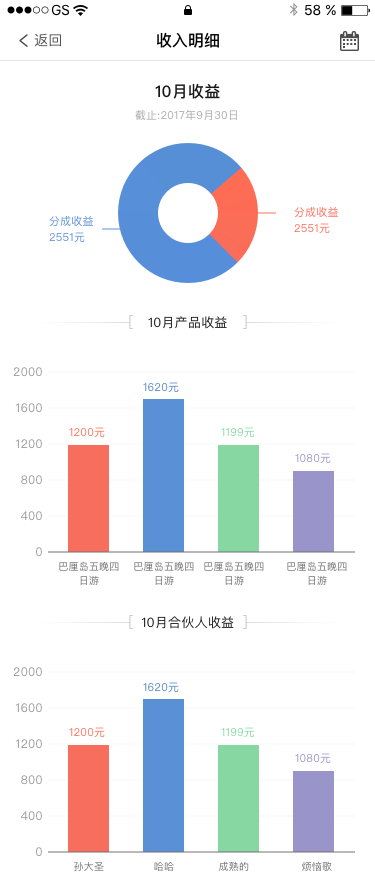 GS 58 %
返回 收入明细
10月收益
截止:2017年9月30日
分成收益
2551元
分成收益
2551元
10月产品收益
2000
1620元
1600
1200元 1199元
1200
1080元
800
400
0
巴厘岛五晚四 巴厘岛五晚四 巴厘岛五晚四 巴厘岛五晚四
日游 日游 日游 日游
10月合伙人收益
2000
1620元
1600
1200元 1199元
1200
1080元
800
400
0
孙大圣 哈哈 成熟的 烦恼歌